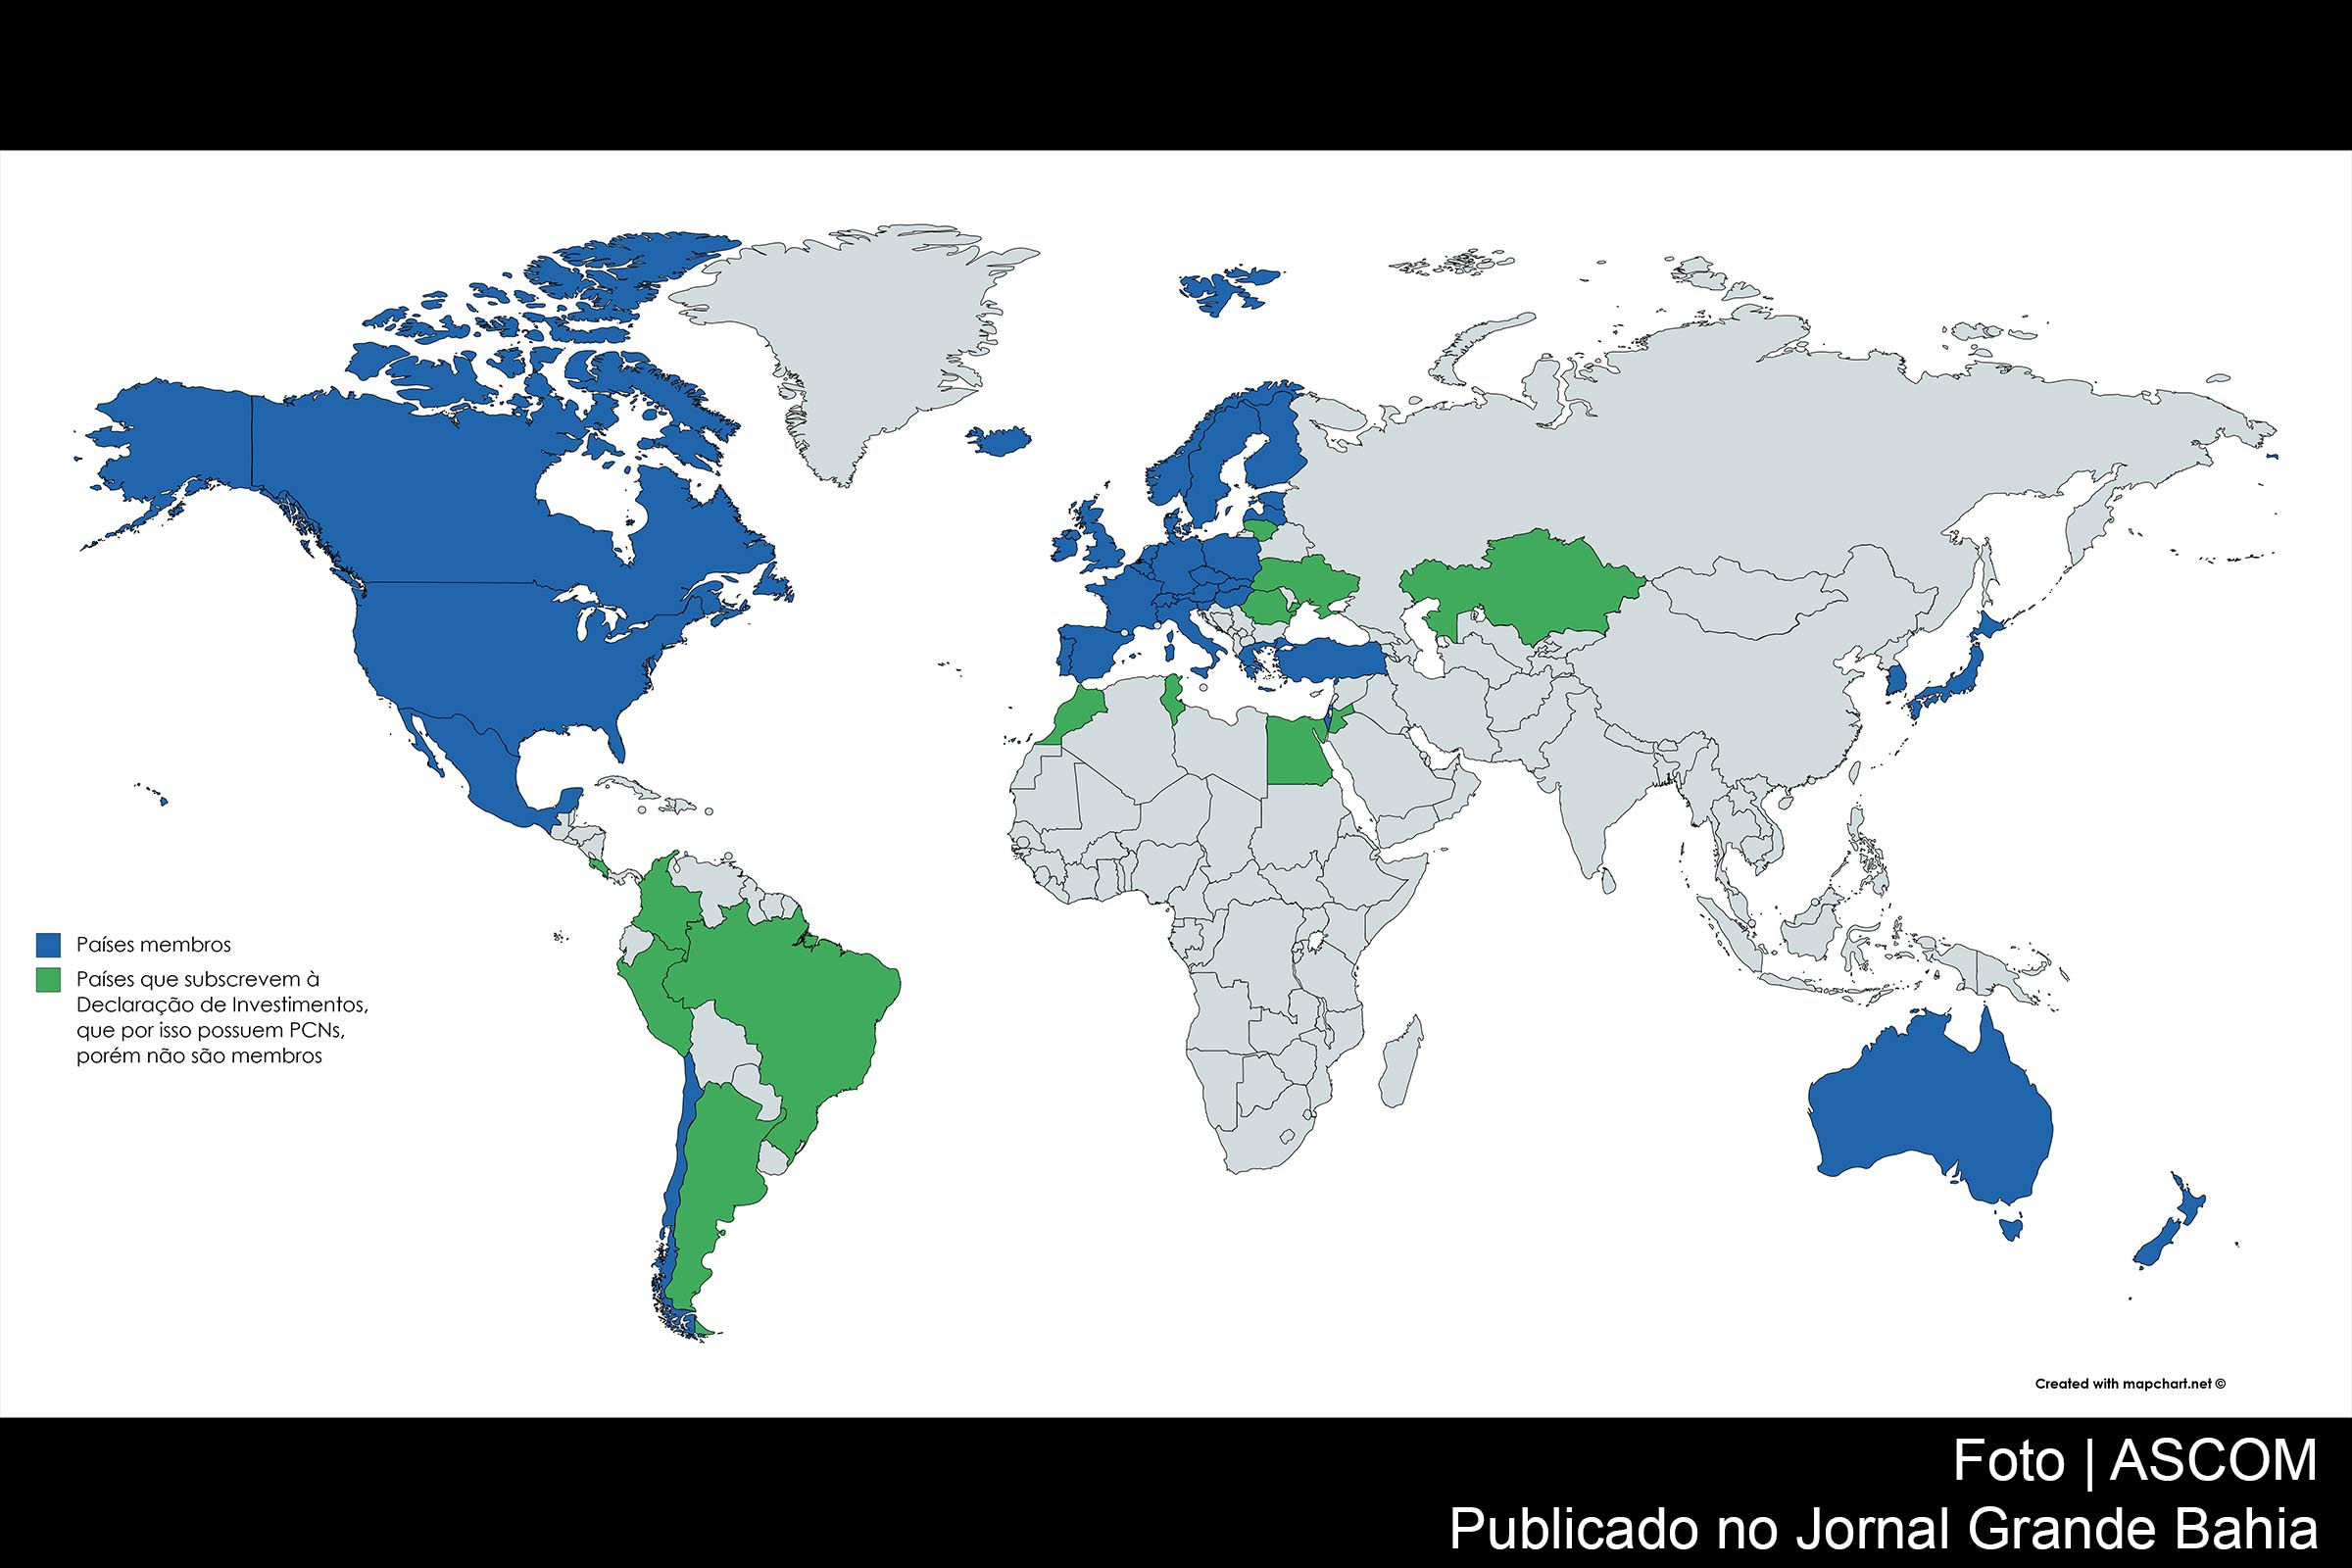 Países membros
Países que subscrevem à
Declaração de Investimentos,
que por isso possuem PCNs,
porém não são membros
Created with mapchart.net ©
Foto | ASCOM
Publicado no Jornal Grande Bahia